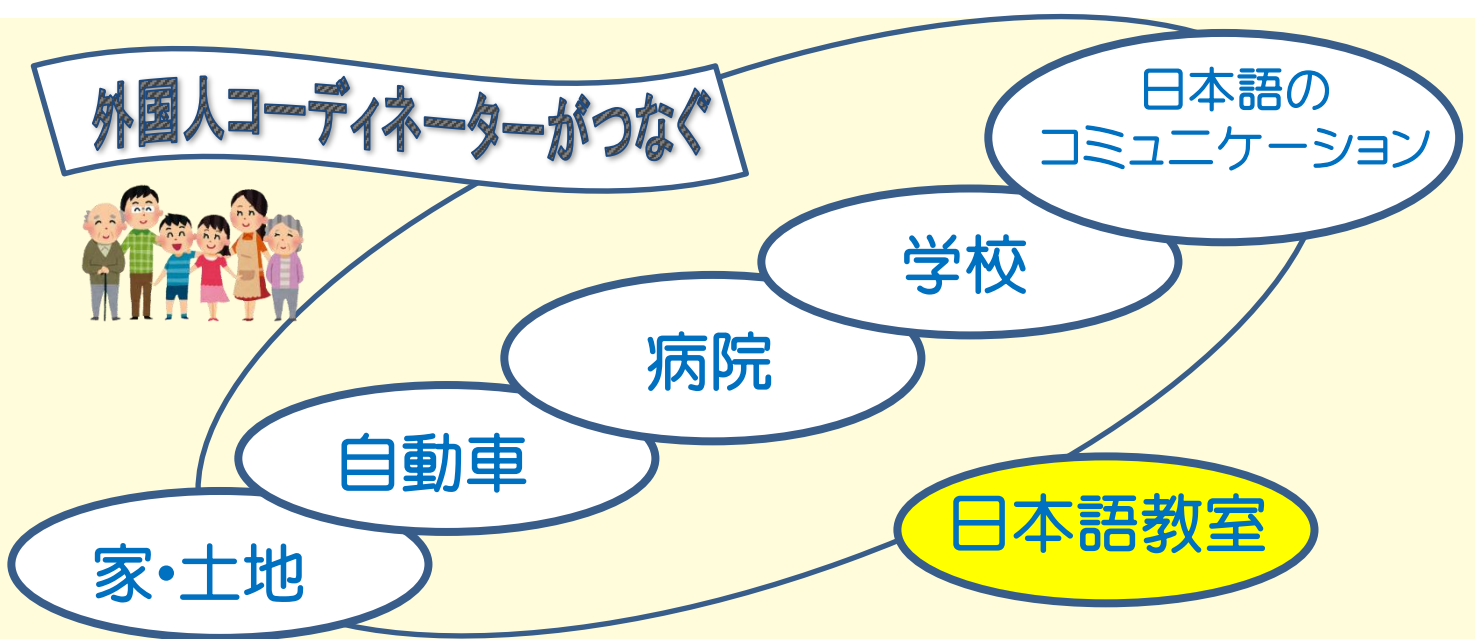 外国人コーディネーターがつなぐ
日本語の
コミュニケーション
学校
病院
自動車
日本語教室
家・土地